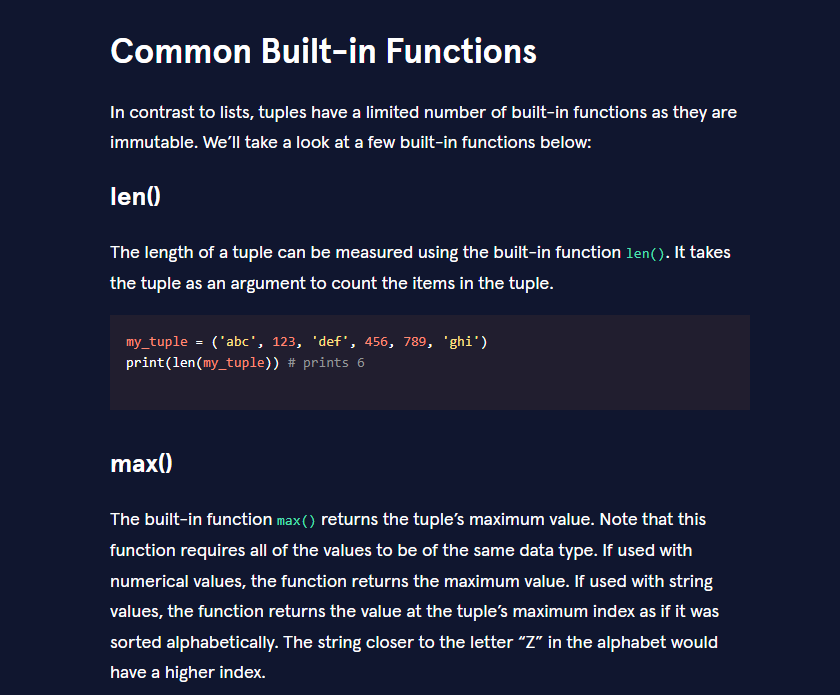 Common Built-in Functions
In contrast to lists, tuples have a limited number of built-in functions as they are
immutable. We’ll take a look at a few built-in functions below:
len()
The length of a tuple can be measured using the built-in function len(). It takes
the tuple as an argument to count the items in the tuple.
my_tuple = ('abc', 123, 'def', 456, 789, 'ghi')
print(len(my_tuple)) # prints 6
max()
The built-in function max() returns the tuple’s maximum value. Note that this
function requires all of the values to be of the same data type. If used with
numerical values, the function returns the maximum value. If used with string
values, the function returns the value at the tuple’s maximum index as if it was
sorted alphabetically. The string closer to the letter “Z” in the alphabet would
have a higher index.